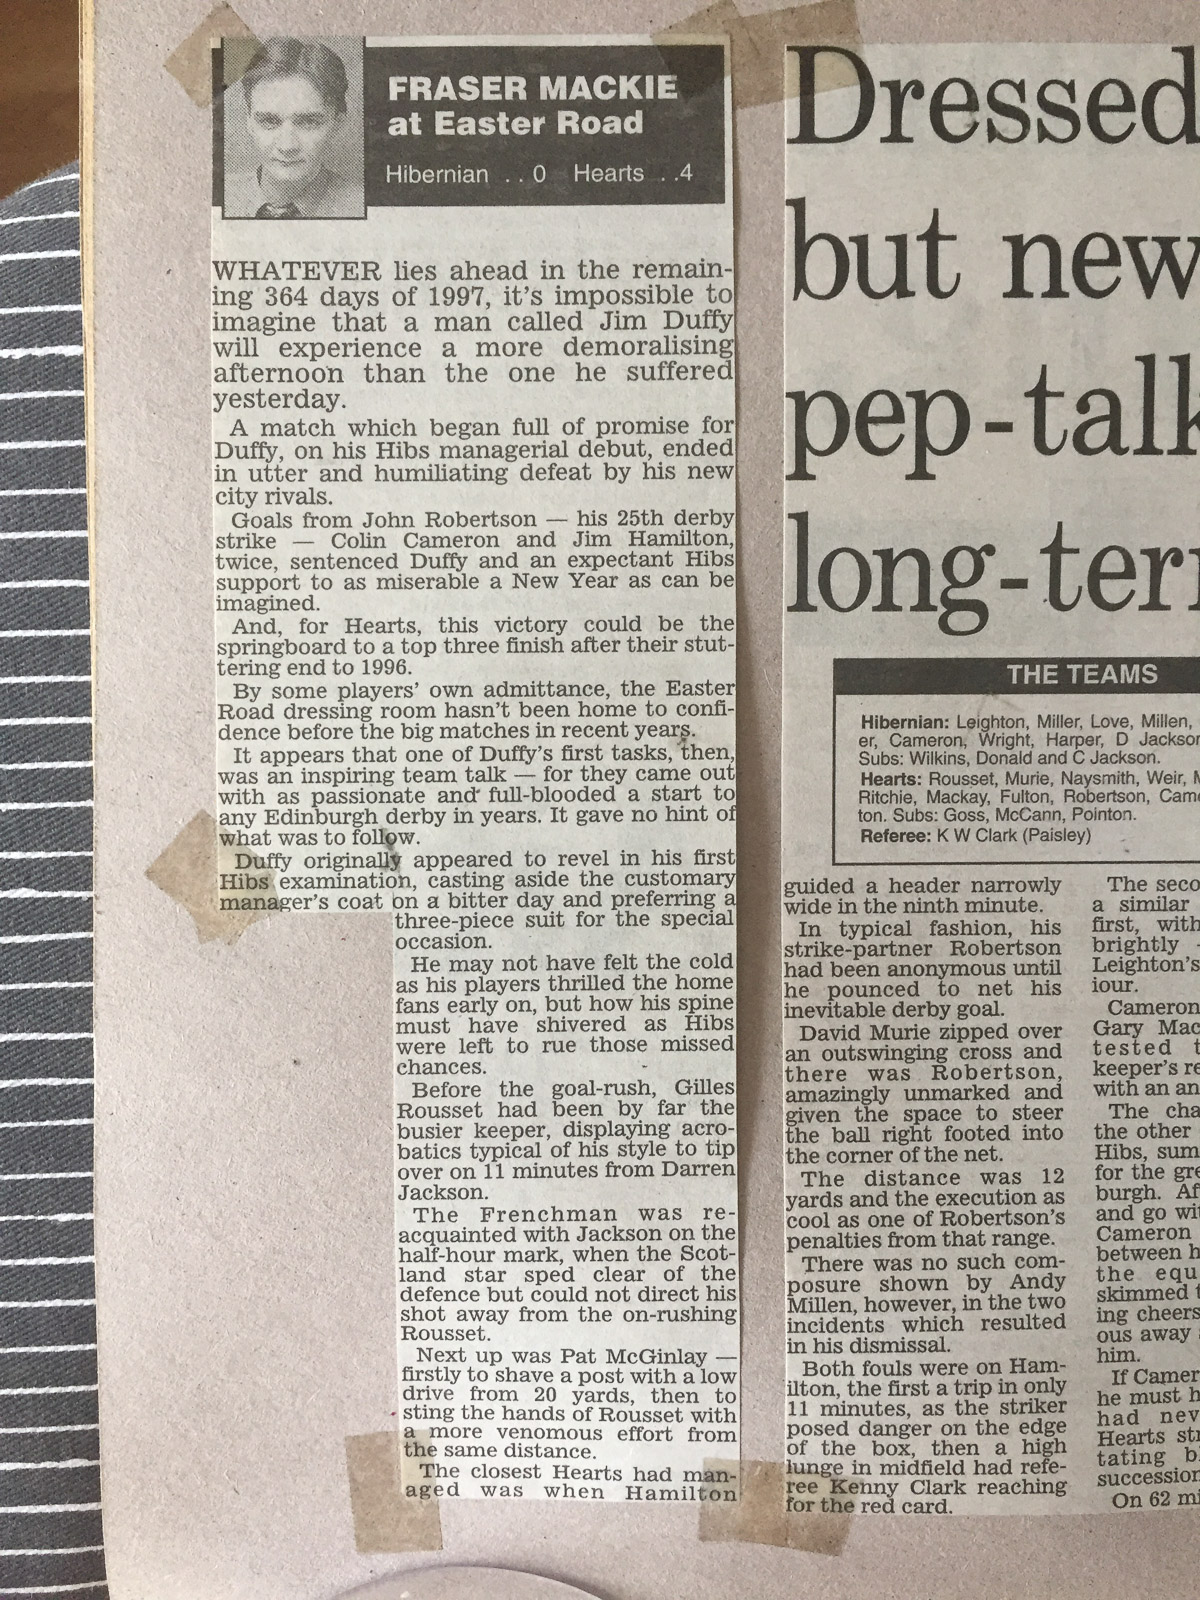 FRASER MACKIE
at Easter Road
Hibernian . . 0 Hearts . .4
WHATEVER lies ahead in the remain-
ing 364 days of 1997, it's impossible to
imagine that a man called Jim Duffy
will experience a more demoralising
afternoon than the one he suffered
yesterday.
A match which began full of promise for
Duffy, on his Hibs managerial debut, ended
in utter and humiliating defeat by his new
city rivals.
Goals from John Robertson — his 25th derby
strike — Colin Cameron and Jim Hamilton,
twice, sentenced Duffy and an expectant Hibs
support to as miserable a New Year as can be
imagined.
And, for Hearts, this victory could be the
springboard to a top three finish after their stut-
tering end to 1996.
By some players' own admittance, the Easter
Road dressing room hasn't been home to confi-
dence before the big matches in recent years.
It appears that one of Duffy's first tasks, then,
was an inspiring team talk — for they came out
with as passionate and full-blooded a start to
any Edinburgh derby in years. It gave no hint of
what was to follow.
Duffy originally appeared to revel in his first
Hibs examination, casting aside the customary
manager's coat on a bitter day and preferring a
three-piece suit for the special
occasion.
He may not have felt the cold
as his players thrilled the home
fans early on, but how his spine
must have shivered as Hibs
were left to rue those missed
chances.
Before the goal-rush, Gilles
Rousset had been by far the
busier keeper, displaying acro-
batics typical of his style to tip
over on 11 minutes from Darren
Jackson.
The Frenchman was re-
acquainted with Jackson on the
half-hour mark, when the Scot-
land star sped clear of the
defence but could not direct his
shot away from the on-rushing
Rousset.
Next up was Pat McGinlay —
firstly to shave a post with a low
drive from 20 yards, then to
sting the hands of Rousset with
a more venomous effort from
the same distance.
The closest Hearts had man-
aged was when Hamilton
Dressed
but new
pep-talk
long-ter
THE TEAMS
Hibernian: Leighton, Miller, Love, Millen,
er, Cameron, Wright, Harper, D Jackson
Subs: Wilkins, Donald and C Jackson.
Hearts: Rousset, Murie, Naysmith, Weir,
Ritchie, Mackay, Fulton, Robertson, Came
ton. Subs: Goss, McCann, Pointon.
Referee: K W Clark (Paisley)
guided a header narrowly
wide in the ninth minute.
In typical fashion, his
strike-partner Robertson
had been anonymous until
he pounced to net his
inevitable derby goal.
David Murie zipped over
an outswinging cross and
there was Robertson,
amazingly unmarked and
given the space to steer
the ball right footed into
the corner of the net.
The distance was 12
yards and the execution as
cool as one of Robertson's
penalties from that range.
There was no such com-
posure shown by Andy
Millen, however, in the two
incidents which resulted
in his dismissal.
Both fouls were on Ham-
ilton, the first a trip in only
11 minutes, as the striker
posed danger on the edge
of the box, then a high
lunge in midfield had refe-
ree Kenny Clark reaching
for the red card.
The seco
a similar
first, with
brightly -
Leighton's
iour.
Cameron
Gary Mac
tested t
keeper's re
with an an
The cha
the other
Hibs, sum
for the gre
burgh. Af
and go wit
Cameron
between h
the equ
skimmed t
ing cheers
ous away
him.
If Camer
he must h
had nev
Hearts str
tating bl
succession
On 62 mi